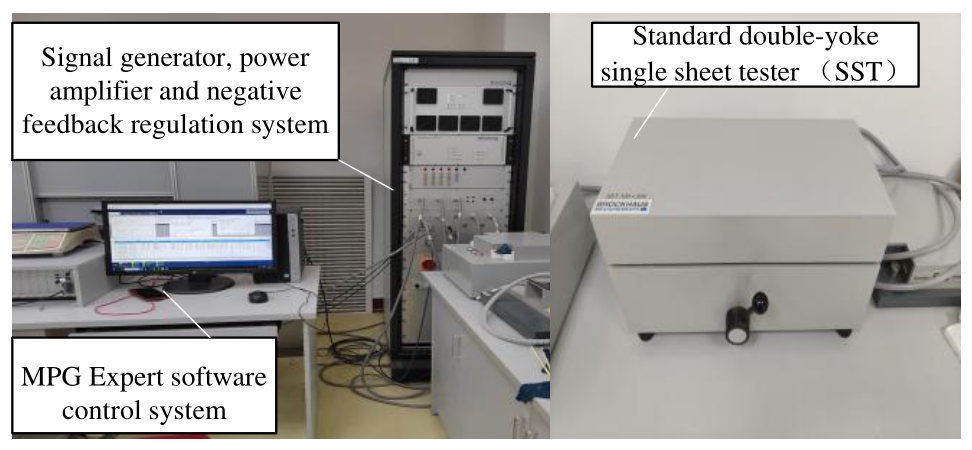 Signal generator, power
amplifier and negative
feedback regulation system
Standard double-yoke
single sheet tester （SST）
BROCKHAUS
MPG Expert software
control system